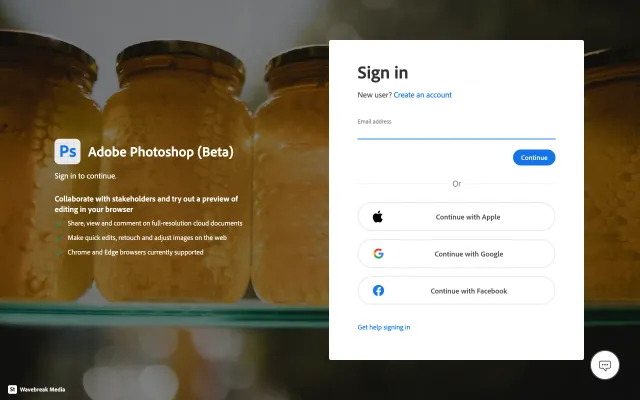 Ps Adobe Photoshop (Beta)
Sign in to continue.
Collaborate with stakeholders and try out a preview of
editing in your browser
Share, view and comment on full-resolution cloud documents
Make quick edits, retouch and adjust images on the web
Chrome and Edge browsers currently supported
Sign in
New user? Create an account
Email address
Continue
Or
Continue with Apple
Continue with Google
Continue with Facebook
Get help signing in
St Wavebreak Media